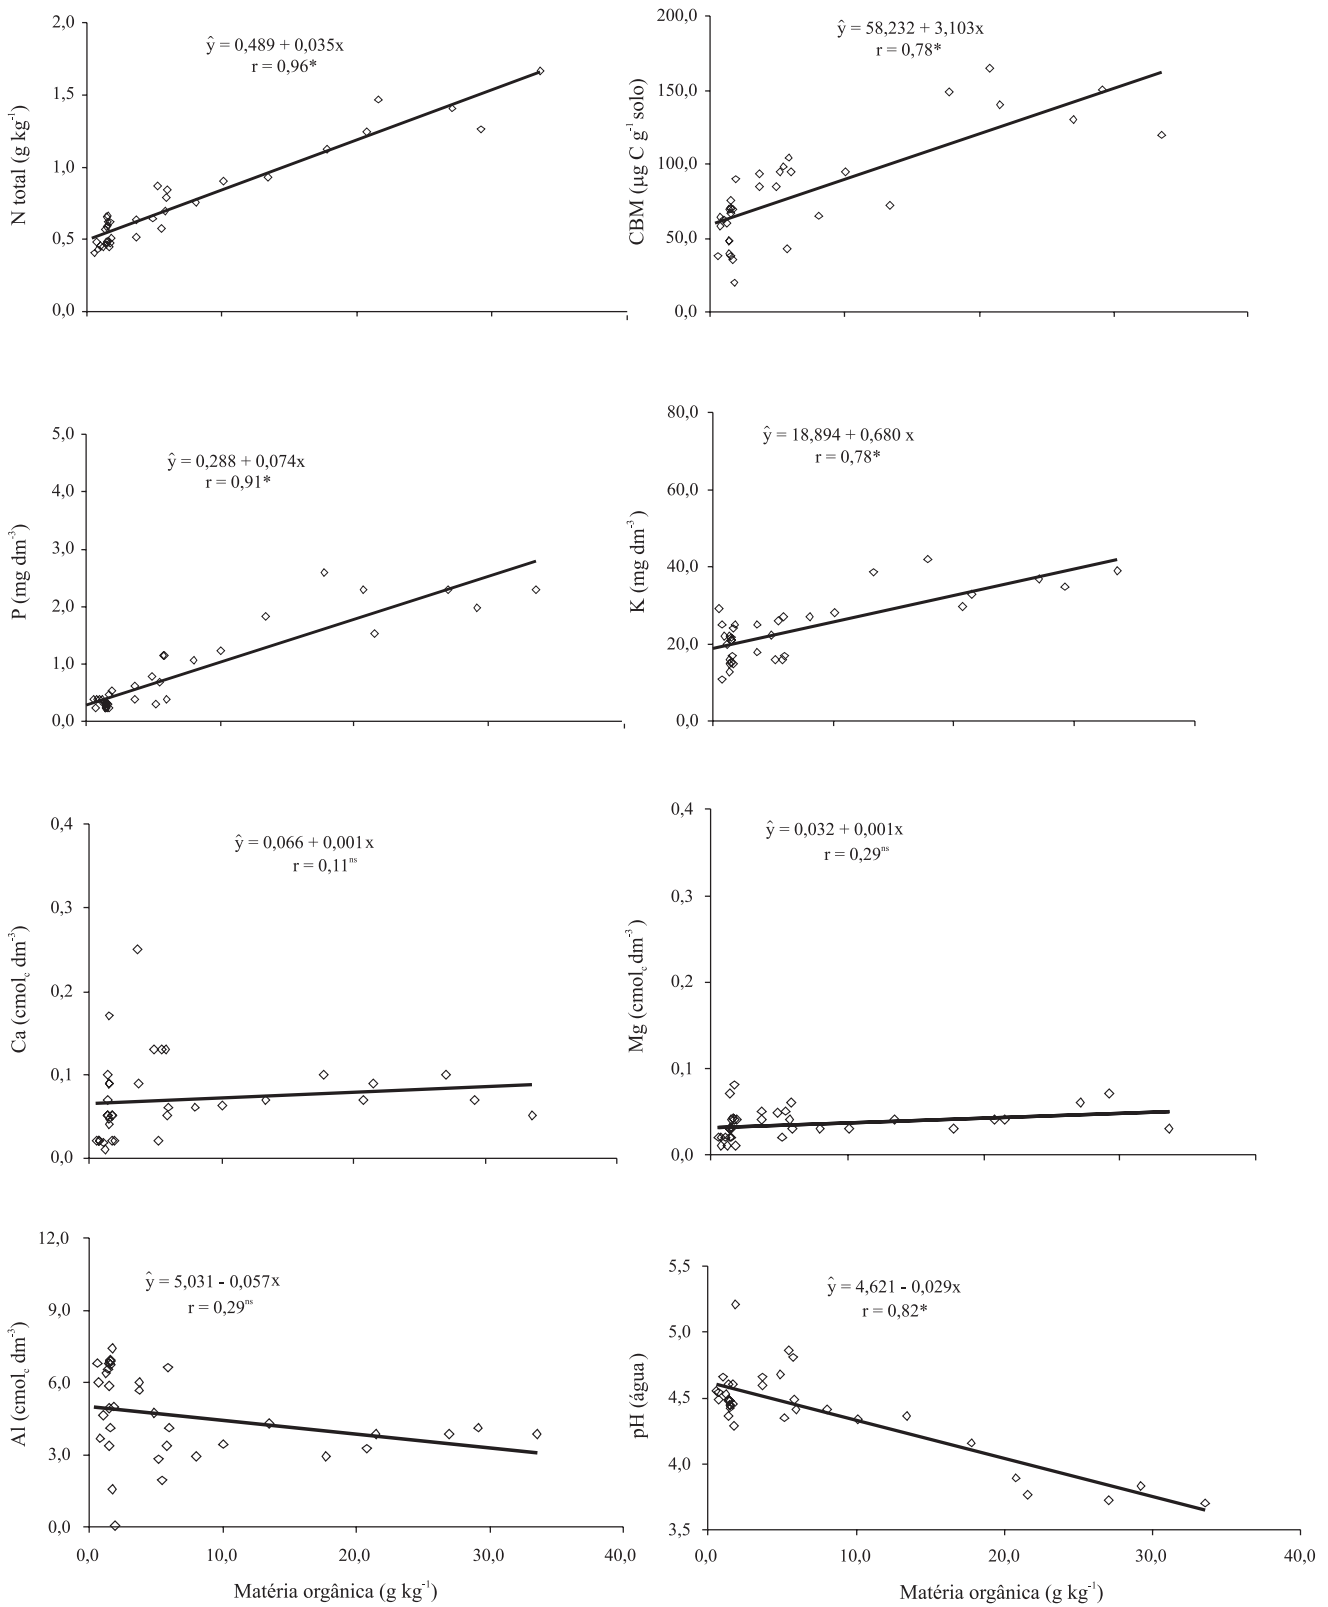 2,0
1,5
1,0
0,5
0,0
N total (g kg⁻¹)
ŷ = 0,489 + 0,035x
r = 0,96*
200,0
150,0
100,0
50,0
0,0
CBM (µg C g⁻¹ solo)
ŷ = 58,232 + 3,103x
r = 0,78*
5,0
4,0
3,0
2,0
1,0
0,0
P (mg dm⁻³)
ŷ = 0,288 + 0,074x
r = 0,91*
80,0
60,0
40,0
20,0
0,0
K (mg dm⁻³)
ŷ = 18,894 + 0,680 x
r = 0,78*
0,4
0,3
0,2
0,1
0,0
Ca (cmol_c dm⁻³)
ŷ = 0,066 + 0,001x
r = 0,11ⁿˢ
0,4
0,3
0,2
0,1
0,0
Mg (cmol_c dm⁻³)
ŷ = 0,032 + 0,001x
r = 0,29ⁿˢ
12,0
9,0
6,0
3,0
0,0
Al (cmol_c dm⁻³)
ŷ = 5,031 - 0,057x
r = 0,29ⁿˢ
0,0 10,0 20,0 30,0 40,0
Matéria orgânica (g kg⁻¹)
5,5
5,0
4,5
4,0
3,5
pH (água)
ŷ = 4,621 - 0,029x
r = 0,82*
0,0 10,0 20,0 30,0 40,0
Matéria orgânica (g kg⁻¹)